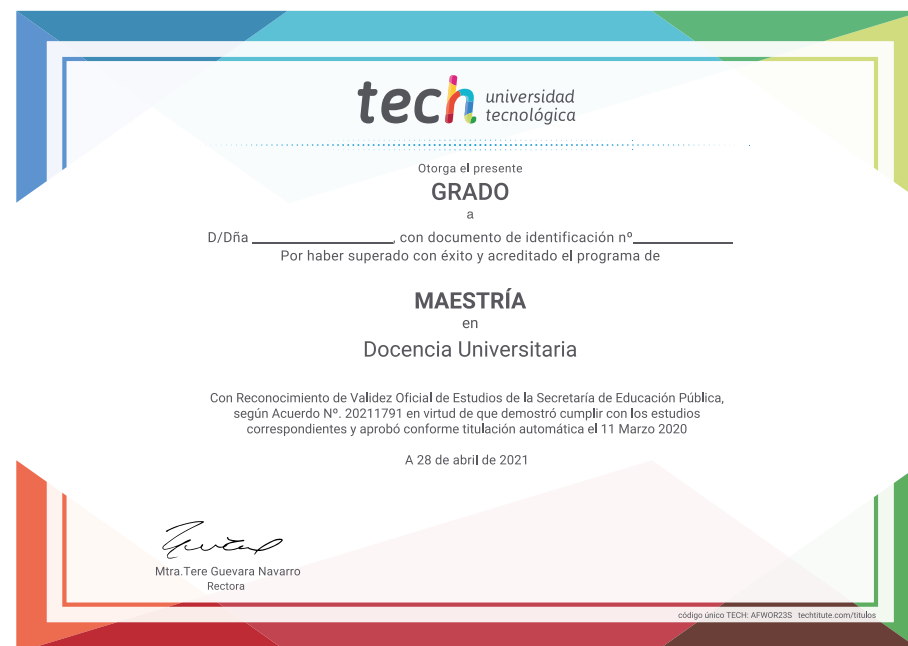 tech universidad
tecnológica
Otorga el presente
GRADO
a
D/Dña ____________________, con documento de identificación nº______________
Por haber superado con éxito y acreditado el programa de
MAESTRÍA
en
Docencia Universitaria
Con Reconocimiento de Validez Oficial de Estudios de la Secretaría de Educación Pública,
según Acuerdo Nº. 20211791 en virtud de que demostró cumplir con los estudios
correspondientes y aprobó conforme titulación automática el 11 Marzo 2020
A 28 de abril de 2021
Mtra.Tere Guevara Navarro
Rectora
código único TECH: AFWOR23S techtitute.com/titulos